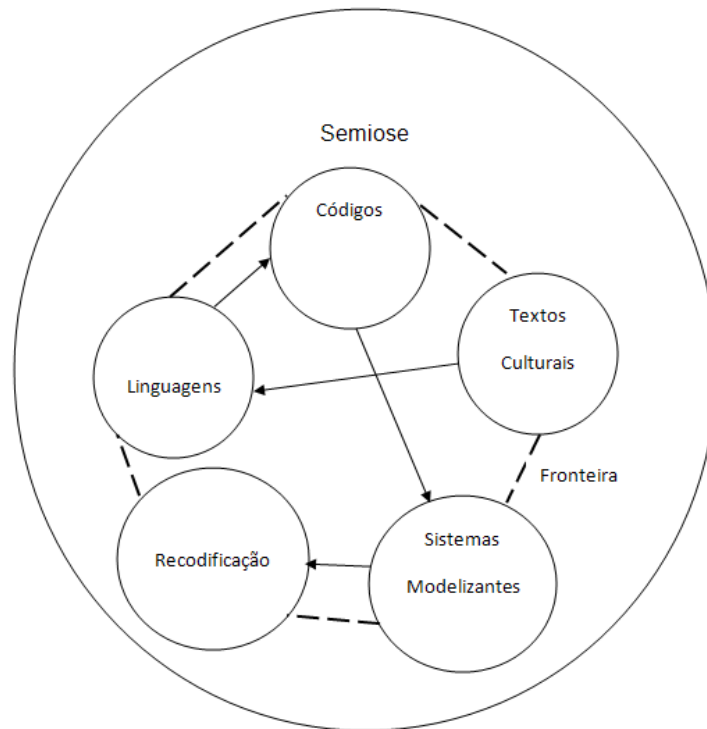 Semiose
Códigos
Textos
Culturais
Linguagens
Fronteira
Sistemas
Modelizantes
Recodificação